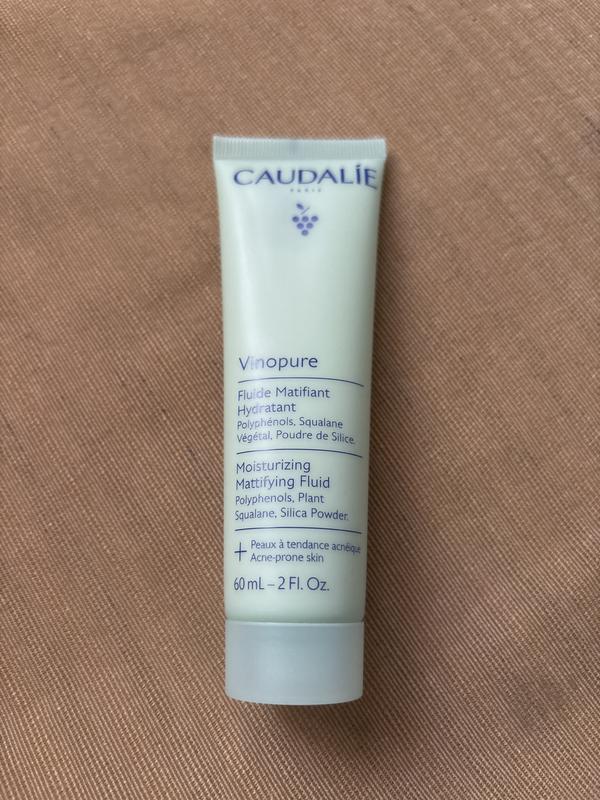 CAUDALÍE
PARIS
Vinopure
Fluide Matifiant
Hydratant
Polyphénols, Squalane
Végétal, Poudre de Silice.
Moisturizing
Mattifying Fluid
Polyphenols, Plant
Squalane, Silica Powder.
+ Peaux à tendance acnéique
Acne-prone skin
60 mL – 2 Fl. Oz.